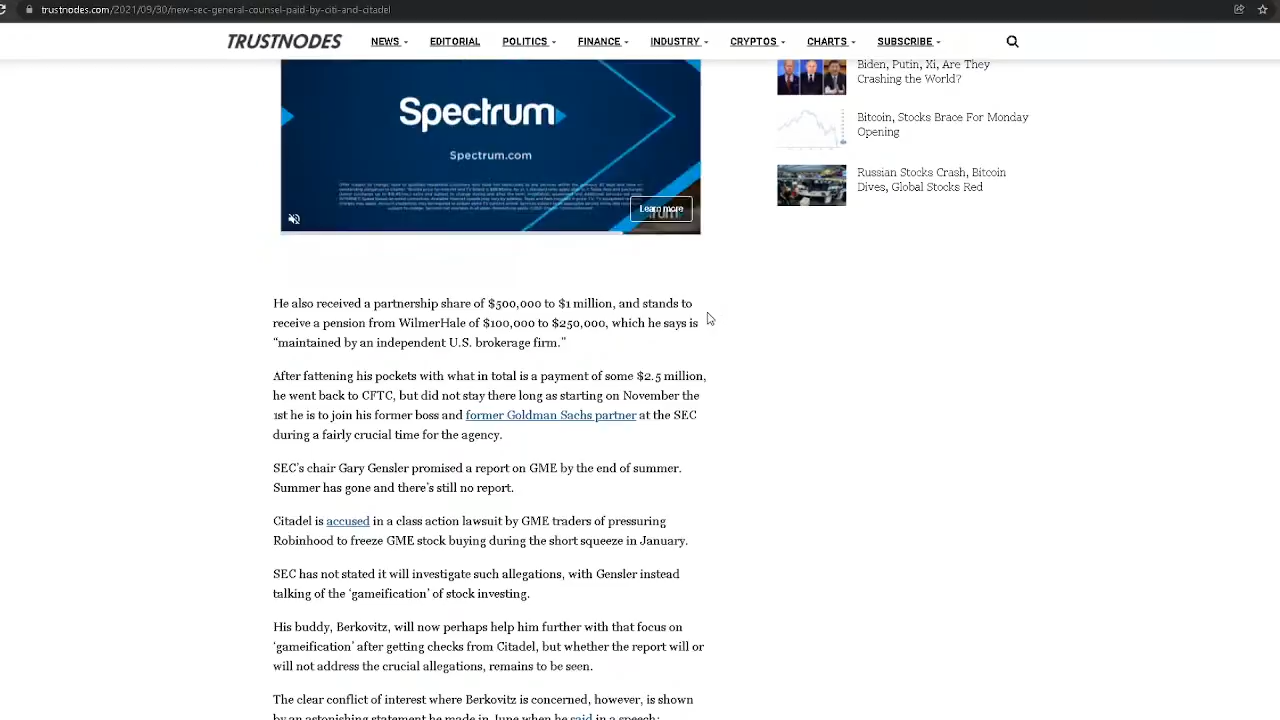 trustnodes.com/2021/09/30/new-sec-general-counsel-paid-by-citi-and-citadel
TRUSTNODES
NEWS
EDITORIAL
POLITICS
FINANCE
INDUSTRY
CRYPTOS
CHARTS
SUBSCRIBE
Spectrum
Spectrum.com
Learn more
Biden, Putin, Xi, Are They
Crashing the World?
Bitcoin, Stocks Brace For Monday
Opening
Russian Stocks Crash, Bitcoin
Dives, Global Stocks Red
He also received a partnership share of $500,000 to $1 million, and stands to
receive a pension from WilmerHale of $100,000 to $250,000, which he says is
“maintained by an independent U.S. brokerage firm.”
After fattening his pockets with what in total is a payment of some $2.5 million,
he went back to CFTC, but did not stay there long as starting on November the
1st he is to join his former boss and former Goldman Sachs partner at the SEC
during a fairly crucial time for the agency.
SEC’s chair Gary Gensler promised a report on GME by the end of summer.
Summer has gone and there’s still no report.
Citadel is accused in a class action lawsuit by GME traders of pressuring
Robinhood to freeze GME stock buying during the short squeeze in January.
SEC has not stated it will investigate such allegations, with Gensler instead
talking of the ‘gameification’ of stock investing.
His buddy, Berkovitz, will now perhaps help him further with that focus on
‘gameification’ after getting checks from Citadel, but whether the report will or
will not address the crucial allegations, remains to be seen.
The clear conflict of interest where Berkovitz is concerned, however, is shown
by an astonishing statement he made in June when he said in a speech: